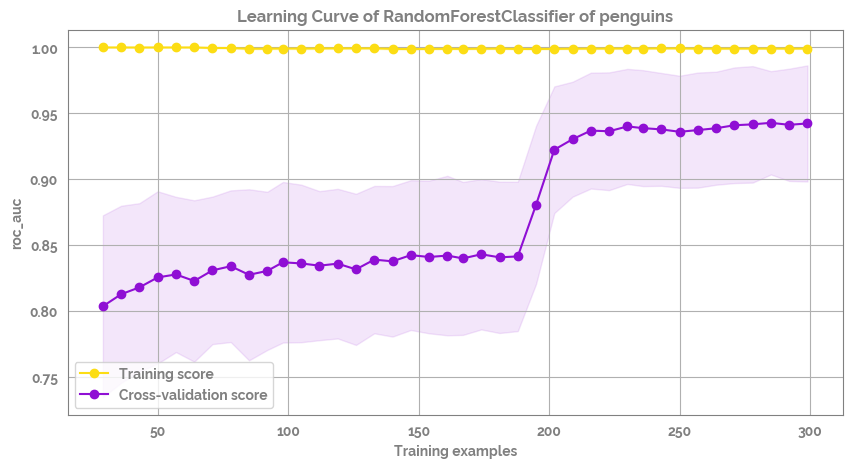 Learning Curve of RandomForestClassifier of penguins
1.00
0.95
0.90
0.85
0.80
0.75
roc_auc
Training score
Cross-validation score
50 100 150 200 250 300
Training examples